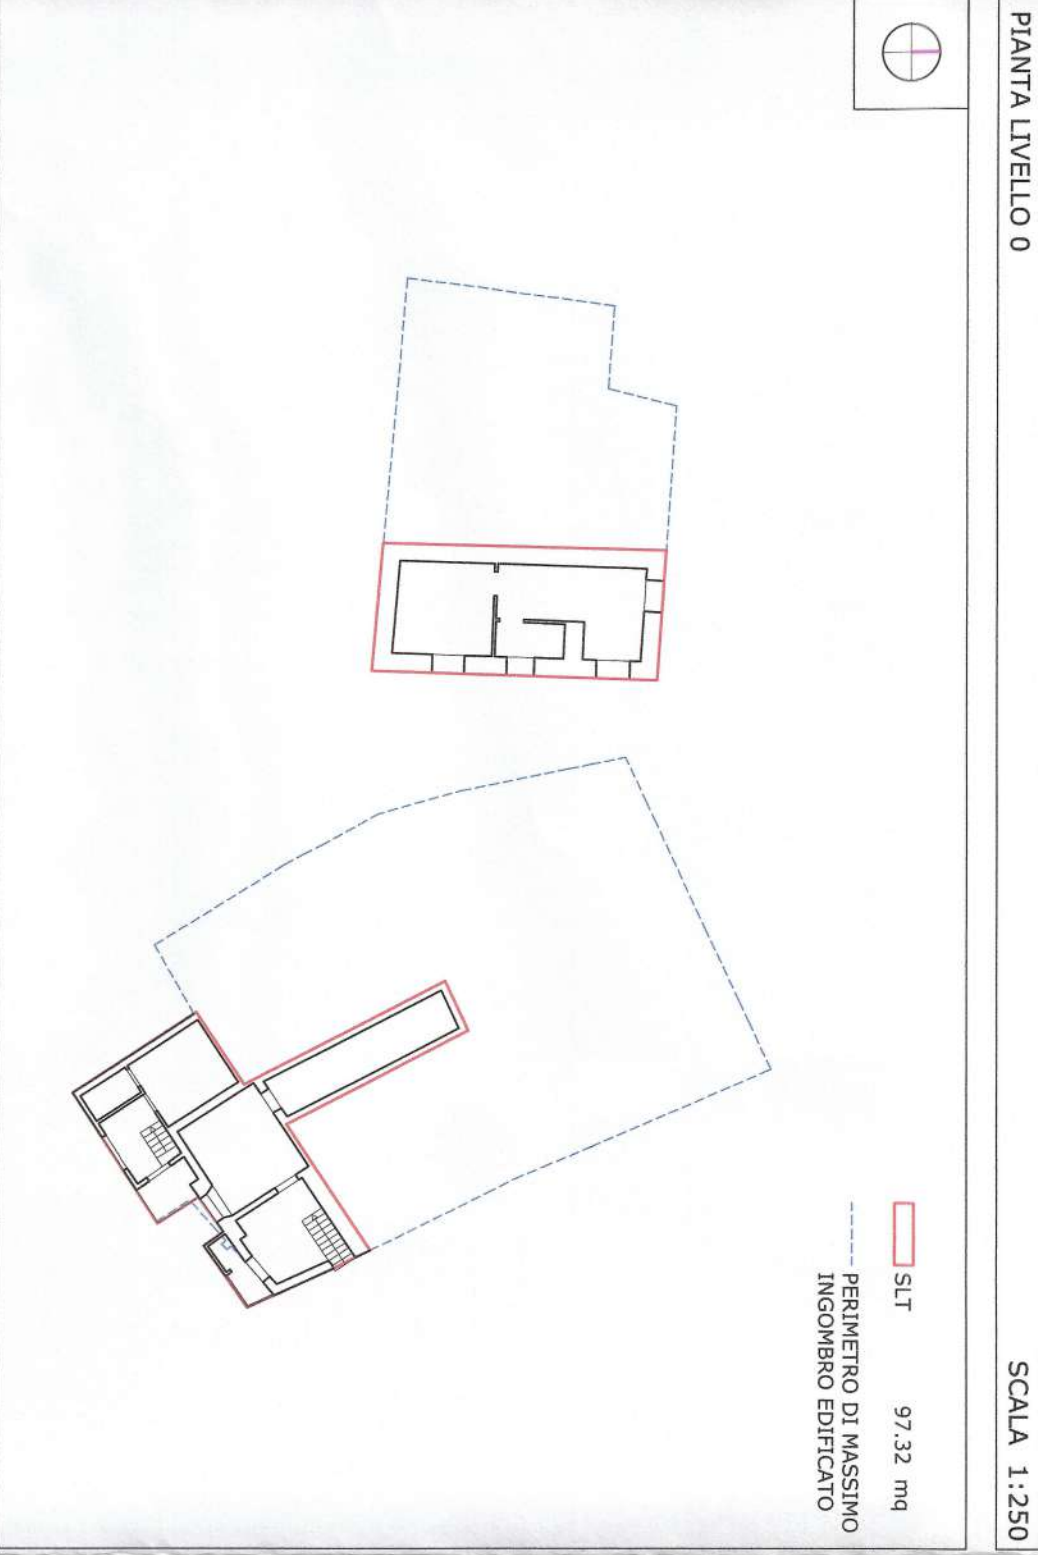 PIANTA LIVELLO 0
SCALA 1:250
SLT 97.32 mq
PERIMETRO DI MASSIMO
INGOMBRO EDIFICATO